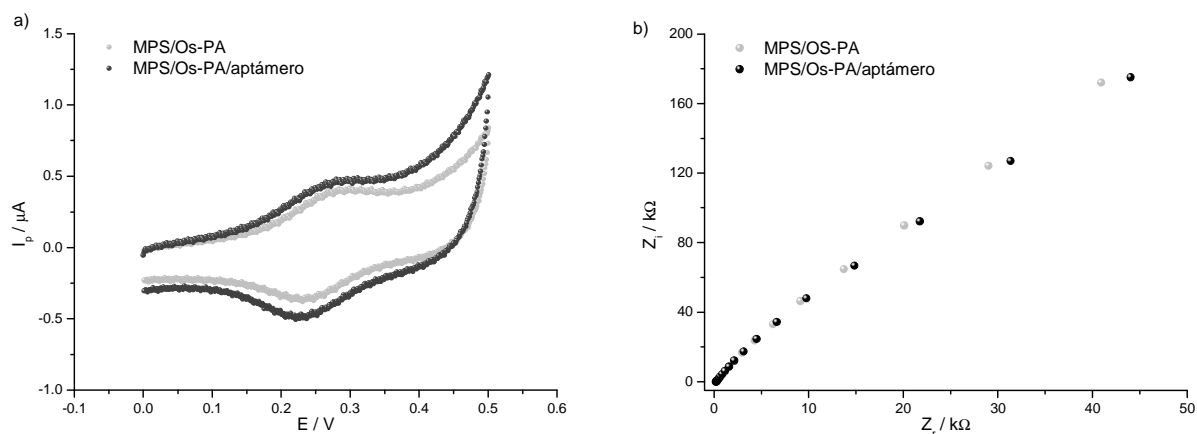 a)
1.5
1.0
0.5
0.0
-0.5
-1.0
I_p / μA
MPS/Os-PA
MPS/Os-PA/aptámero
-0.1 0.0 0.1 0.2 0.3 0.4 0.5 0.6
E / V
b)
200
160
120
80
40
0
Z_i / kΩ
MPS/OS-PA
MPS/Os-PA/aptámero
0 10 20 30 40 50
Z_r / kΩ